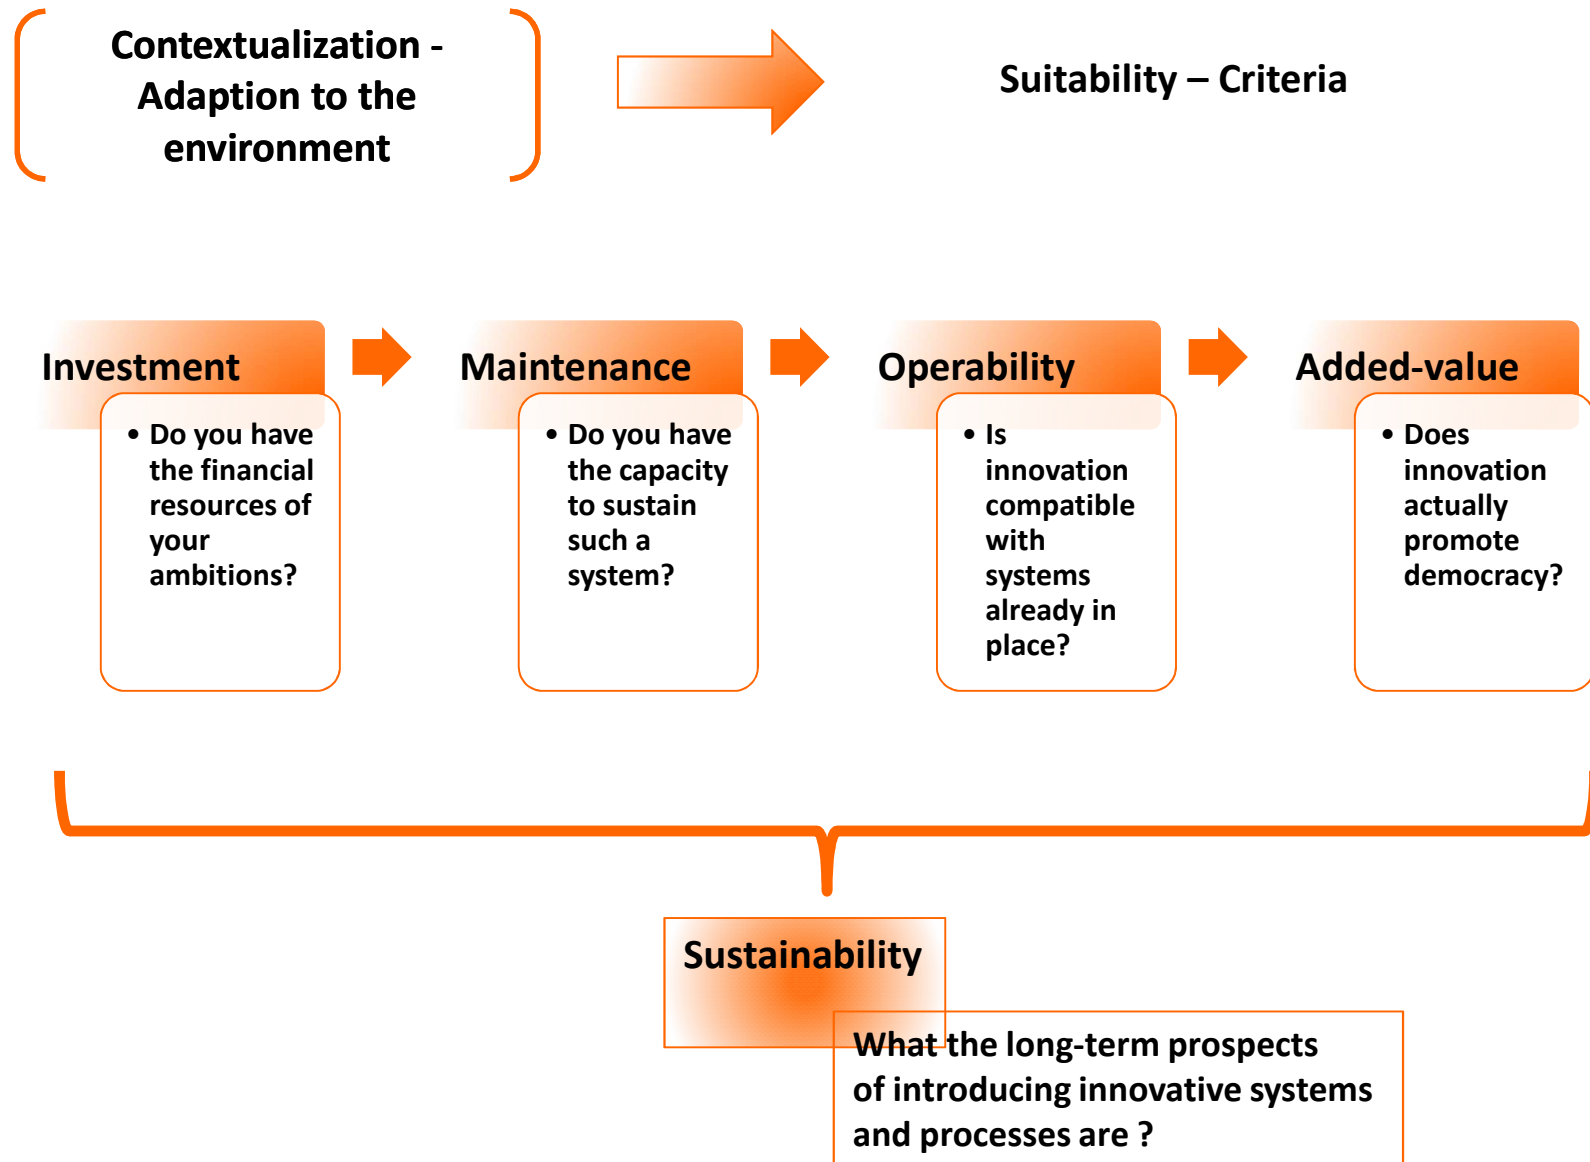 Contextualization -
Adaption to the
environment
Suitability – Criteria
Investment
• Do you have
the financial
resources of
your
ambitions?
Maintenance
• Do you have
the capacity
to sustain
such a
system?
Operability
• Is
innovation
compatible
with
systems
already in
place?
Added-value
• Does
innovation
actually
promote
democracy?
Sustainability
What the long-term prospects
of introducing innovative systems
and processes are ?